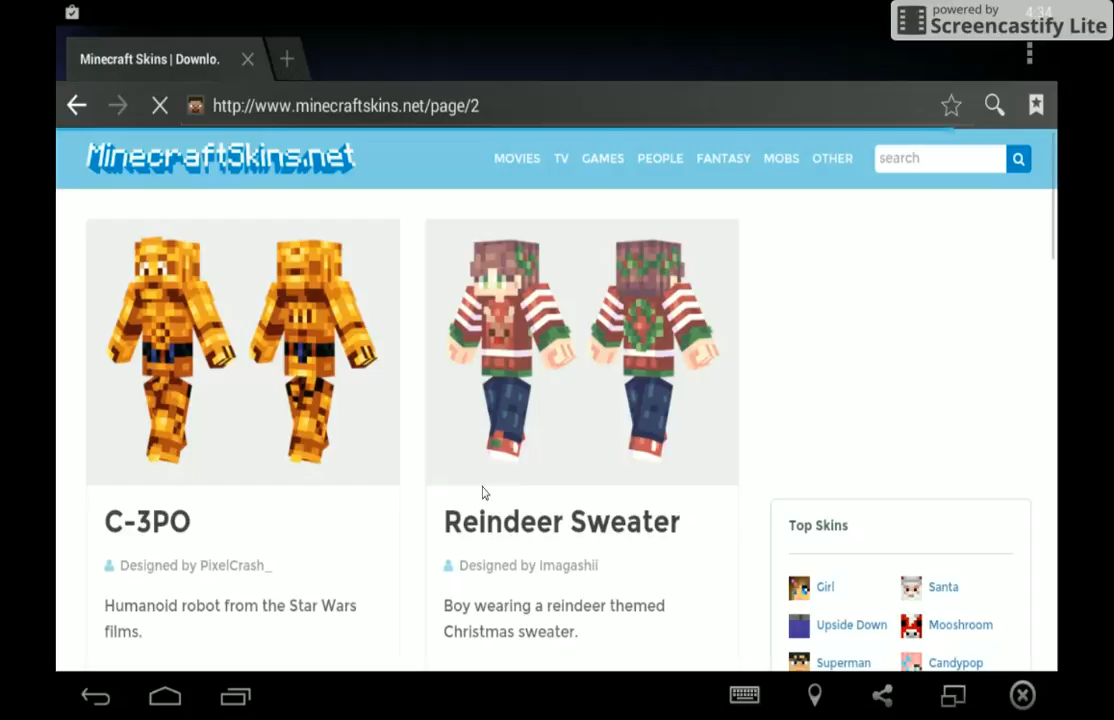 powered by
Screencastify Lite
4:34
Minecraft Skins | Downlo.
http://www.minecraftskins.net/page/2
MinecraftSkins.net
MOVIES TV GAMES PEOPLE FANTASY MOBS OTHER
search
C-3PO
Designed by PixelCrash_
Humanoid robot from the Star Wars
films.
Reindeer Sweater
Designed by Imagashii
Boy wearing a reindeer themed
Christmas sweater.
Top Skins
Girl
Santa
Upside Down
Mooshroom
Superman
Candypop